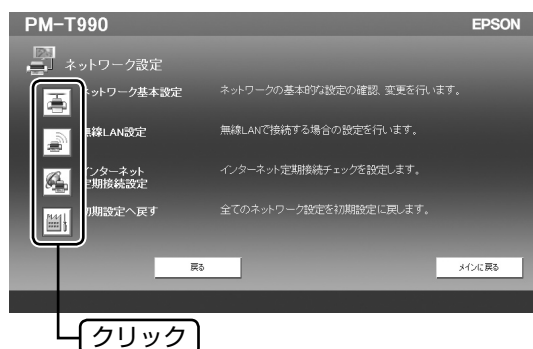 PM-T990
EPSON
ネットワーク設定
ットワーク基本設定 ネットワークの基本的な設定の確認、変更を行います。
線LAN設定 無線LANで接続する場合の設定を行います。
ンターネット
期接続設定 インターネット定期接続チェックを設定します。
期設定へ戻す 全てのネットワーク設定を初期設定に戻します。
戻る
メインに戻る
クリック